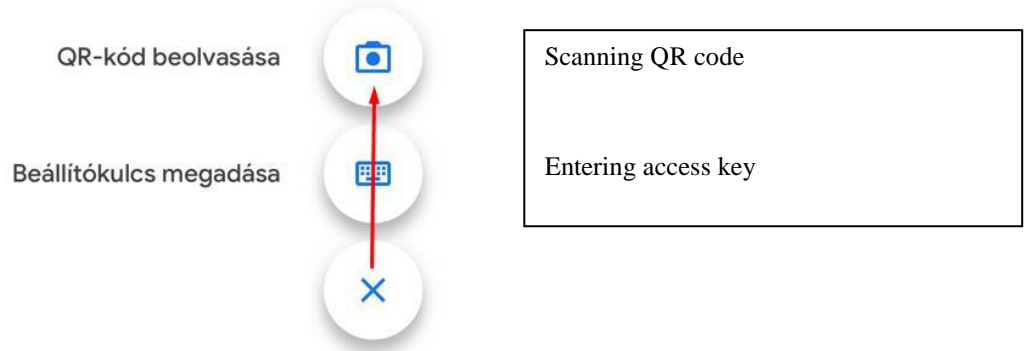 QR-kód beolvasása
Scanning QR code
Beállítókulcs megadása
Entering access key